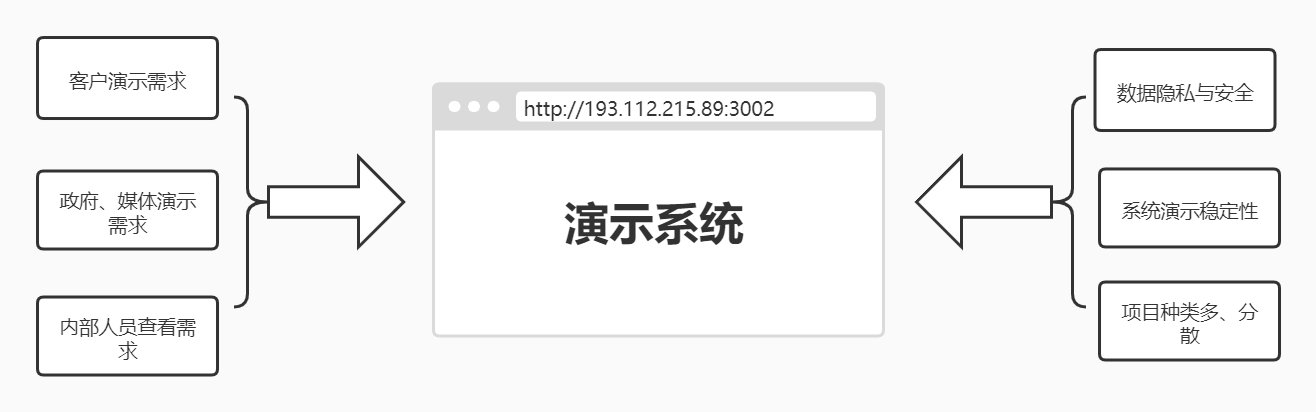 客户演示需求
政府、媒体演示
需求
内部人员查看需
求
http://193.112.215.89:3002
演示系统
数据隐私与安全
系统演示稳定性
项目种类多、分
散